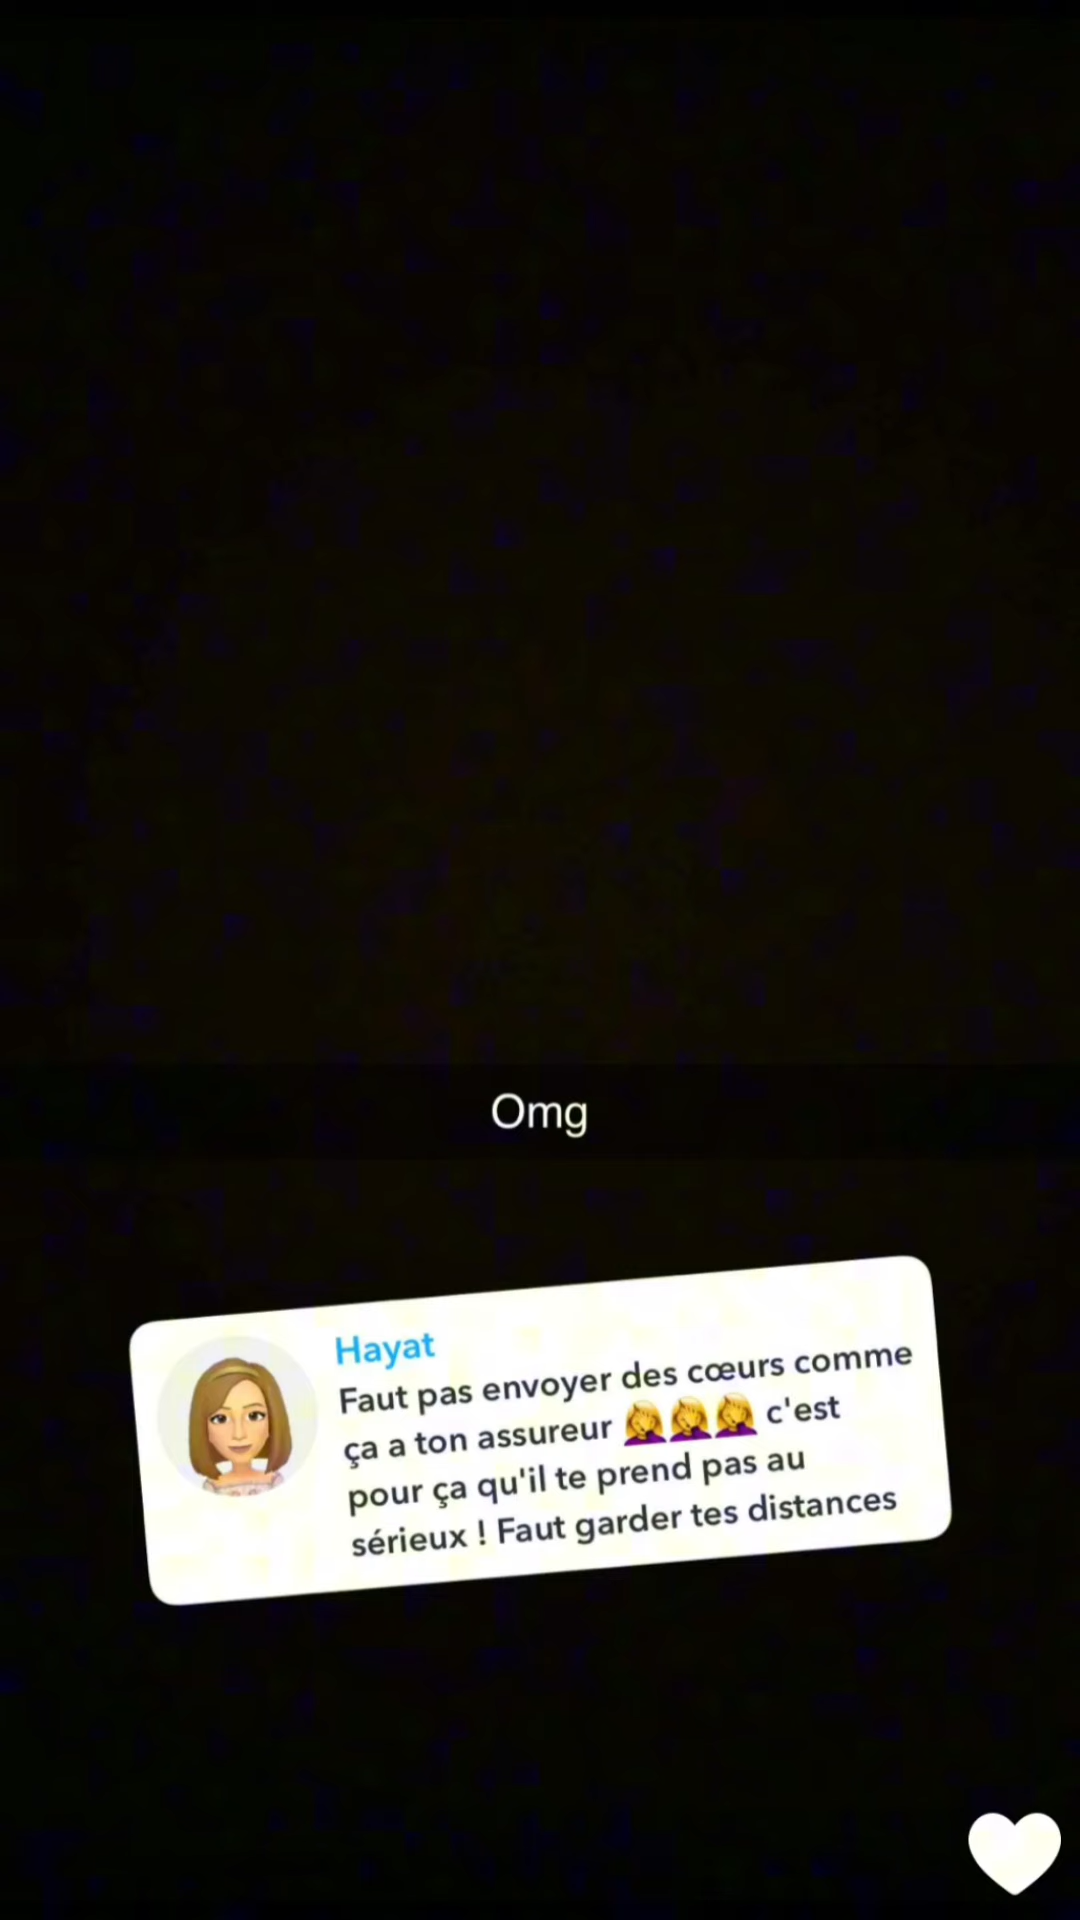 Omg
Hayat
Faut pas envoyer des cœurs comme
ça a ton assureur 🤦‍♀️🤦‍♀️🤦‍♀️ c'est
pour ça qu'il te prend pas au
sérieux ! Faut garder tes distances